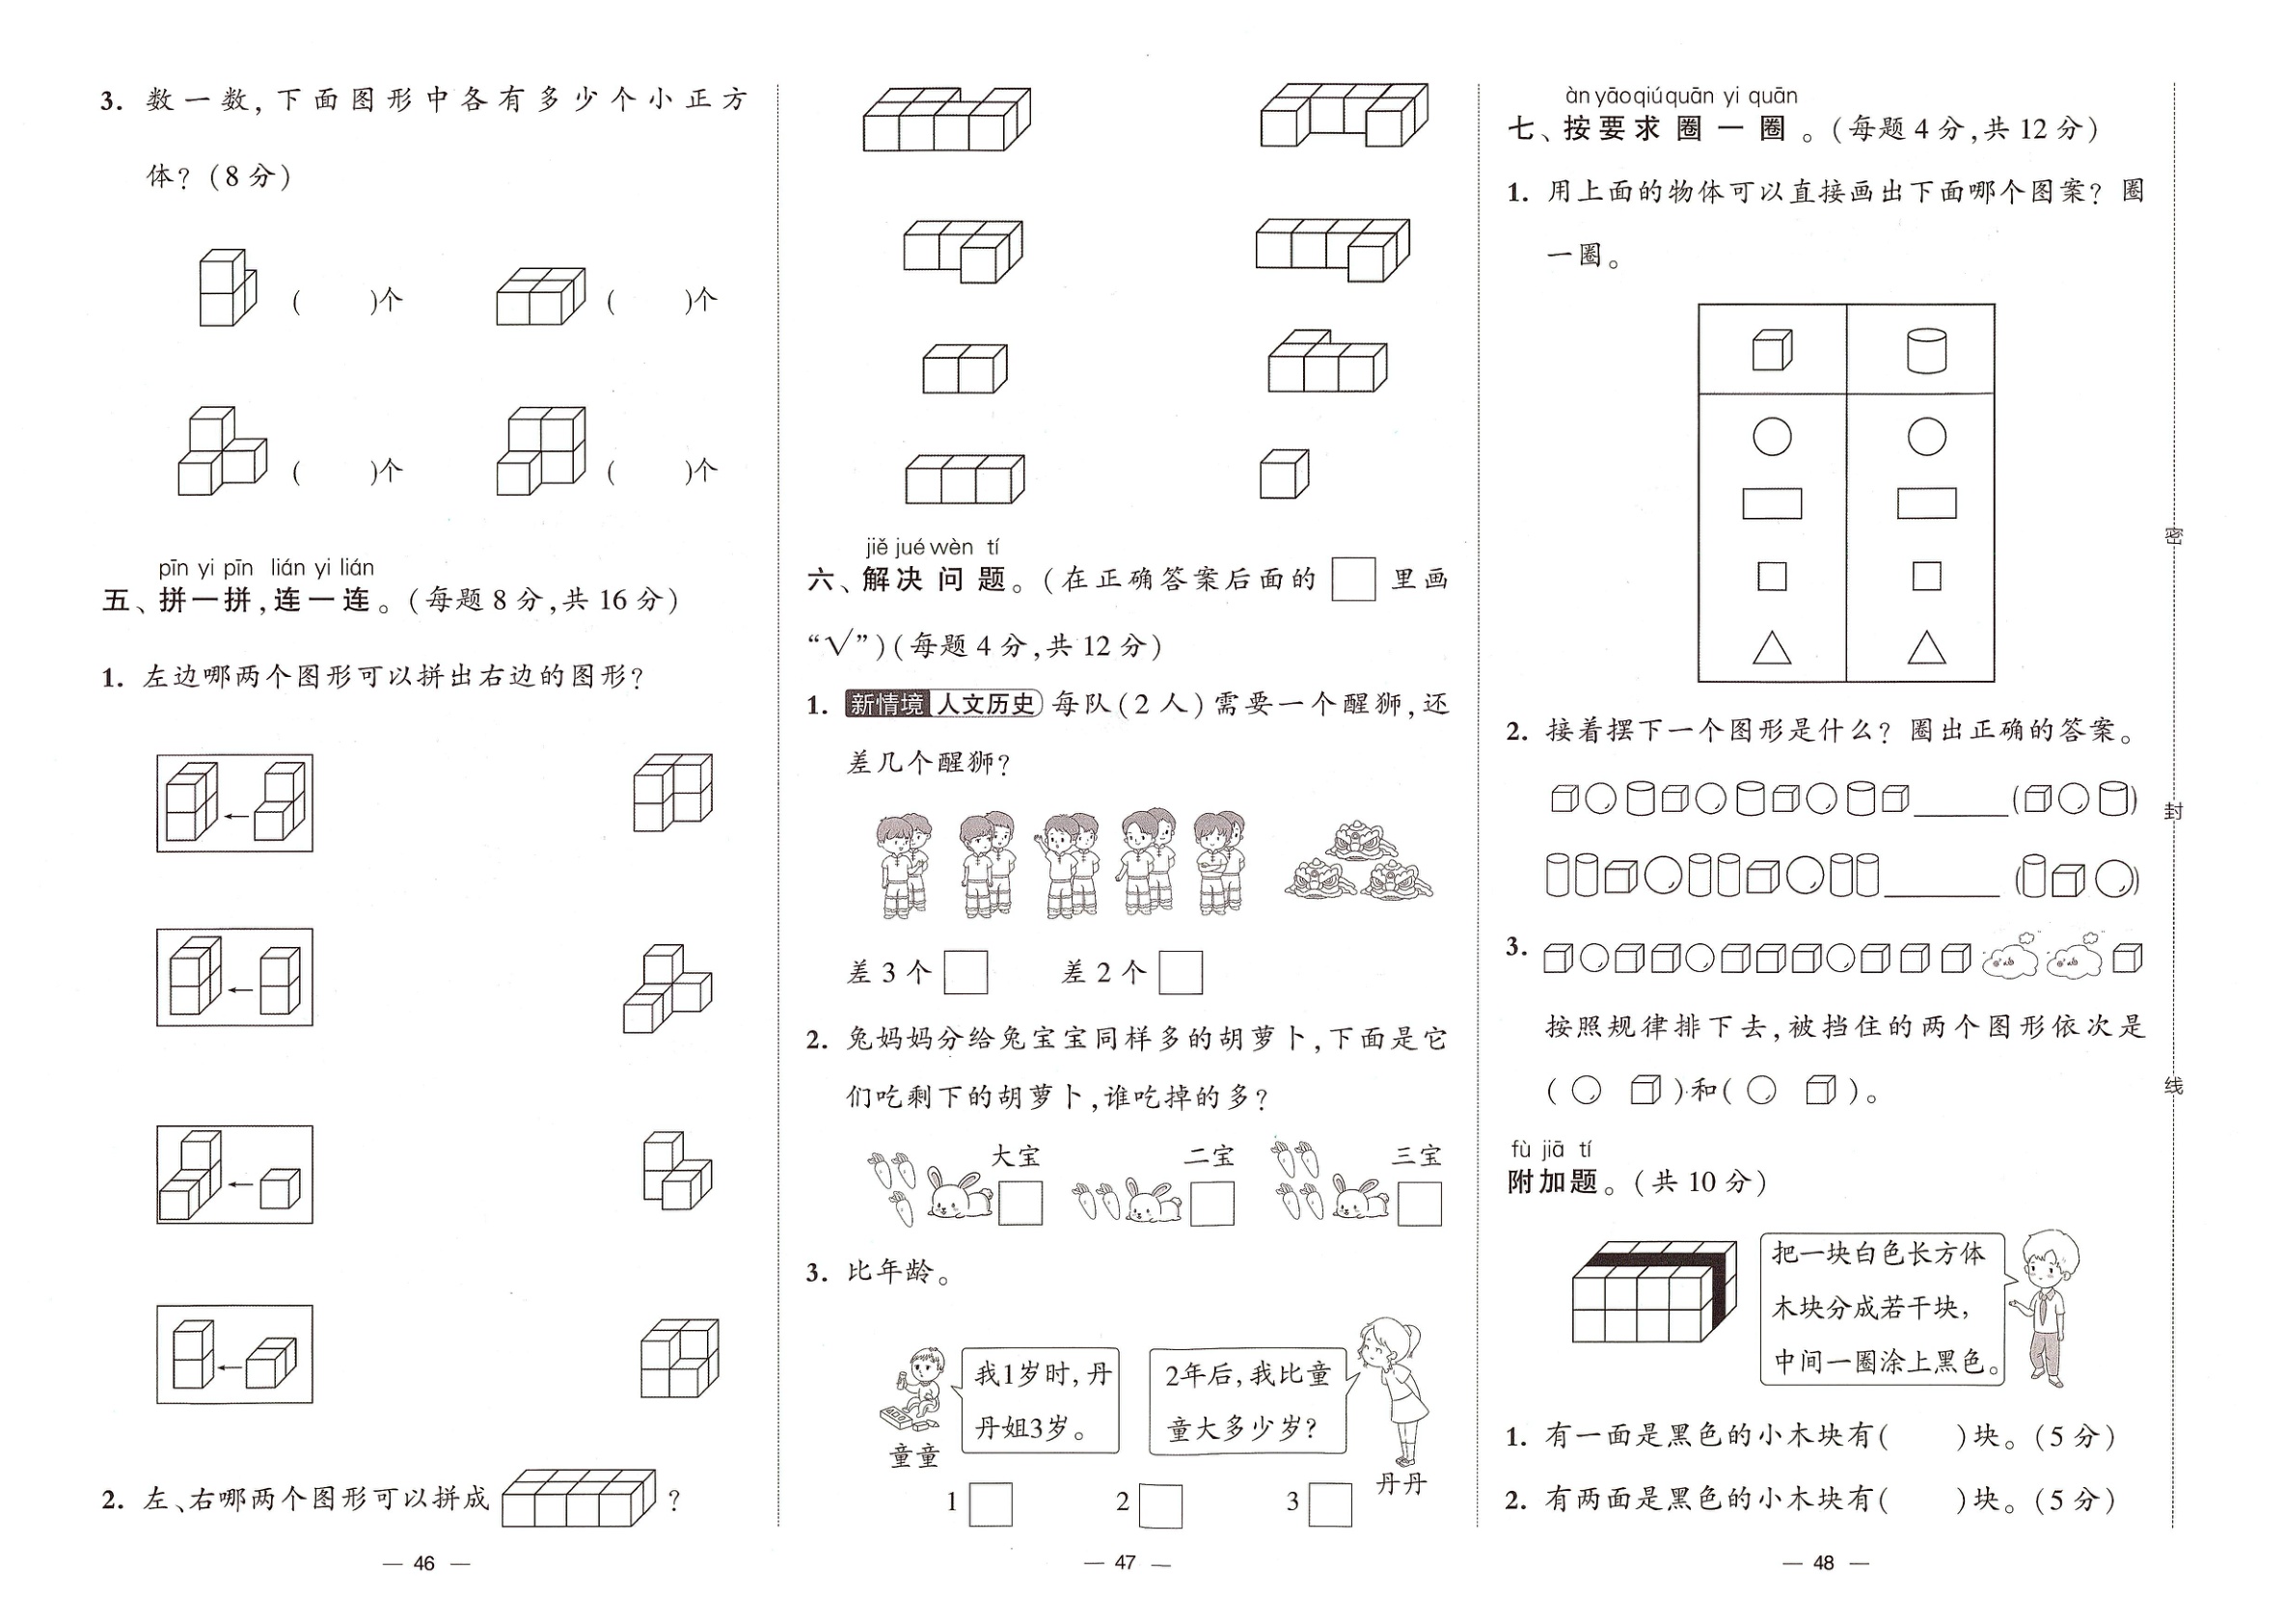 3. 数一数,下面图形中各有多少个小正方
体?(8分)
( )个
( )个
( )个
( )个
pīn yi pīn lián yi lián
五、拼一拼,连一连。(每题8分,共16分)
1. 左边哪两个图形可以拼出右边的图形?
2. 左、右哪两个图形可以拼成 ?
— 46 —
jiě jué wèn tí
六、解决问题。(在正确答案后面的 里画
“√”)(每题4分,共12分)
1. 新情境 人文历史 每队(2人)需要一个醒狮,还
差几个醒狮?
差3个
差2个
2. 兔妈妈分给兔宝宝同样多的胡萝卜,下面是它
们吃剩下的胡萝卜,谁吃掉的多?
大宝
二宝
三宝
3. 比年龄。
我1岁时,丹
丹姐3岁。
童童
2年后,我比童
童大多少岁?
丹丹
1
2
3
— 47 —
àn yāo qiú quān yi quān
七、按要求圈一圈。(每题4分,共12分)
1. 用上面的物体可以直接画出下面哪个图案?圈
一圈。
2. 接着摆下一个图形是什么?圈出正确的答案。
( )
( )
3.
按照规律排下去,被挡住的两个图形依次是
( )和( )。
fù jiā tí
附加题。(共10分)
把一块白色长方体
木块分成若干块,
中间一圈涂上黑色。
1. 有一面是黑色的小木块有( )块。(5分)
2. 有两面是黑色的小木块有( )块。(5分)
— 48 —
密
封
线